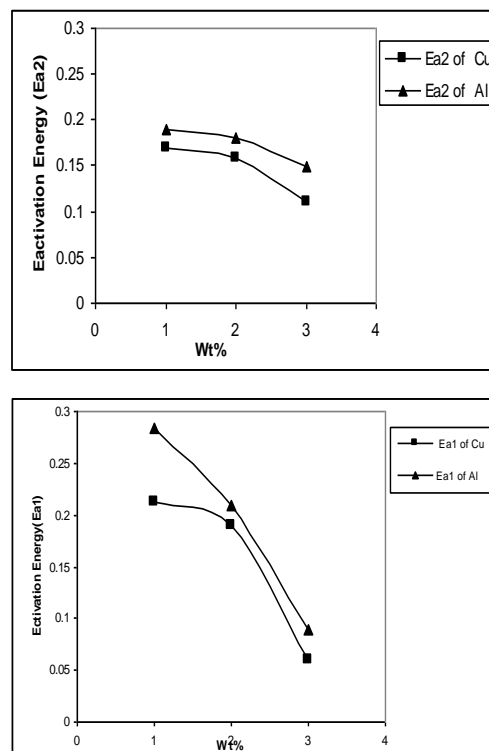 0.3
0.25
0.2
0.15
0.1
0.05
0
0 1 2 3 4
Eactivation Energy (Ea2)
Wt%
Ea2 of Cu
Ea2 of Al
0.3
0.25
0.2
0.15
0.1
0.05
0
0 1 2 3 4
Ectivation Energy(Ea1)
Wt%
Ea1 of Cu
Ea1 of Al